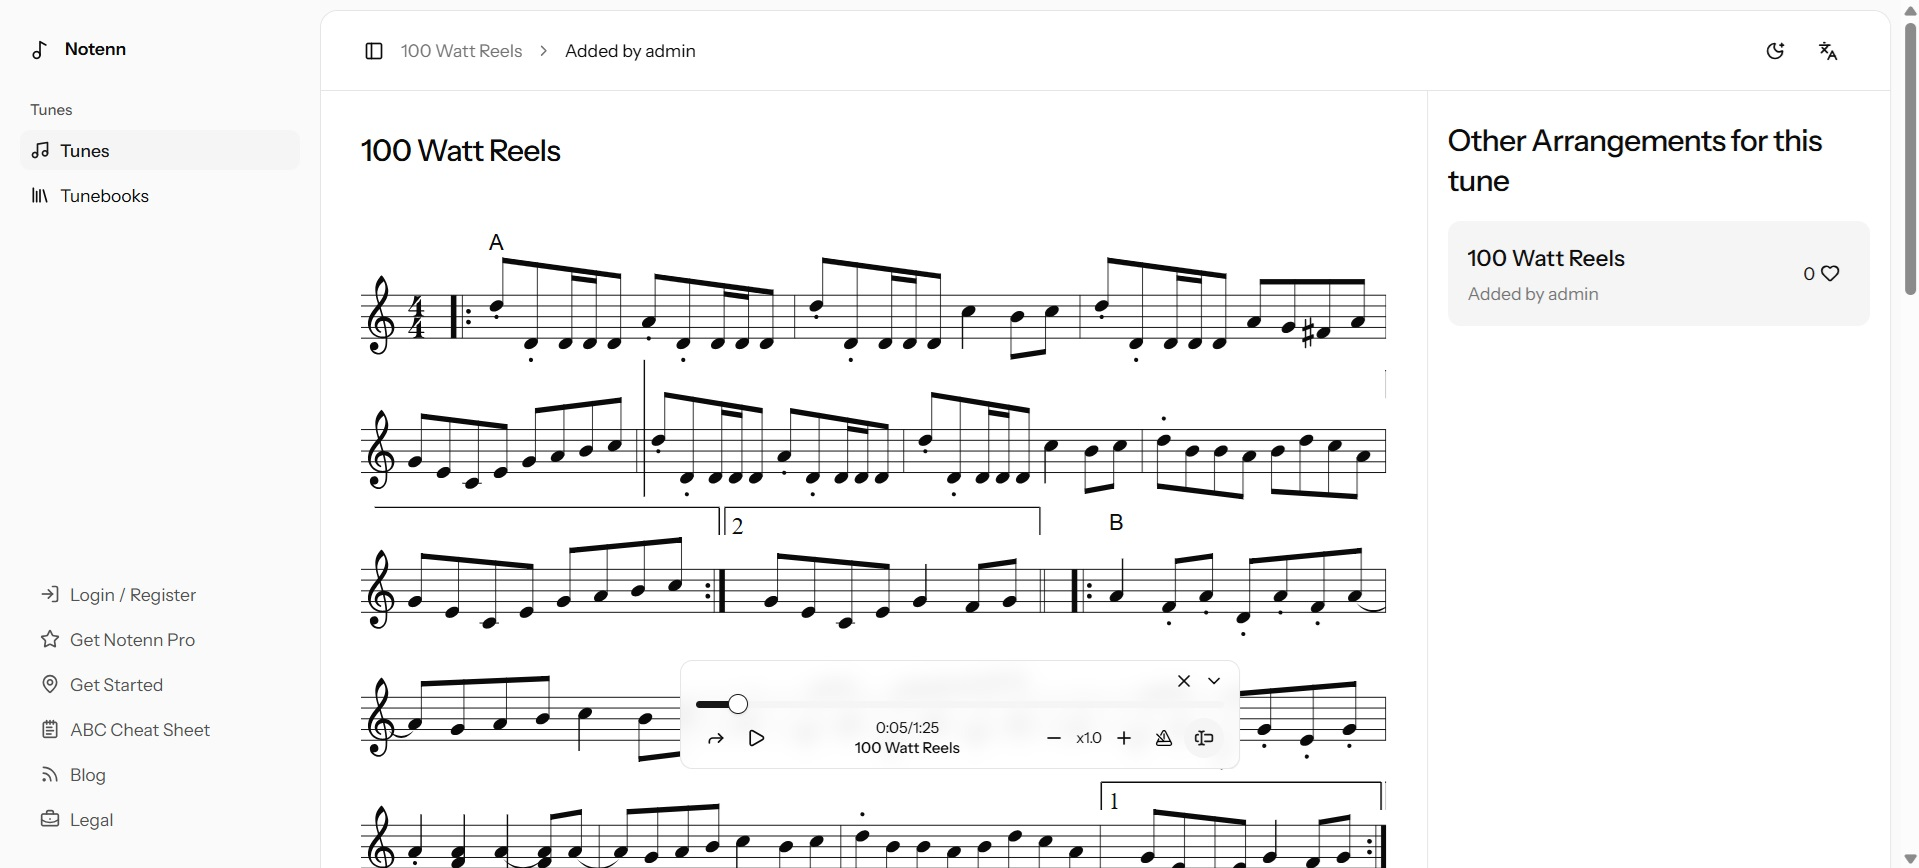 Notenn
Tunes
Tunes
Tunebooks
Login / Register
Get Notenn Pro
Get Started
ABC Cheat Sheet
Blog
Legal
100 Watt Reels > Added by admin
100 Watt Reels
A
4
4
2
B
1
0:05/1:25
100 Watt Reels
x1.0
Other Arrangements for this
tune
100 Watt Reels
Added by admin
0